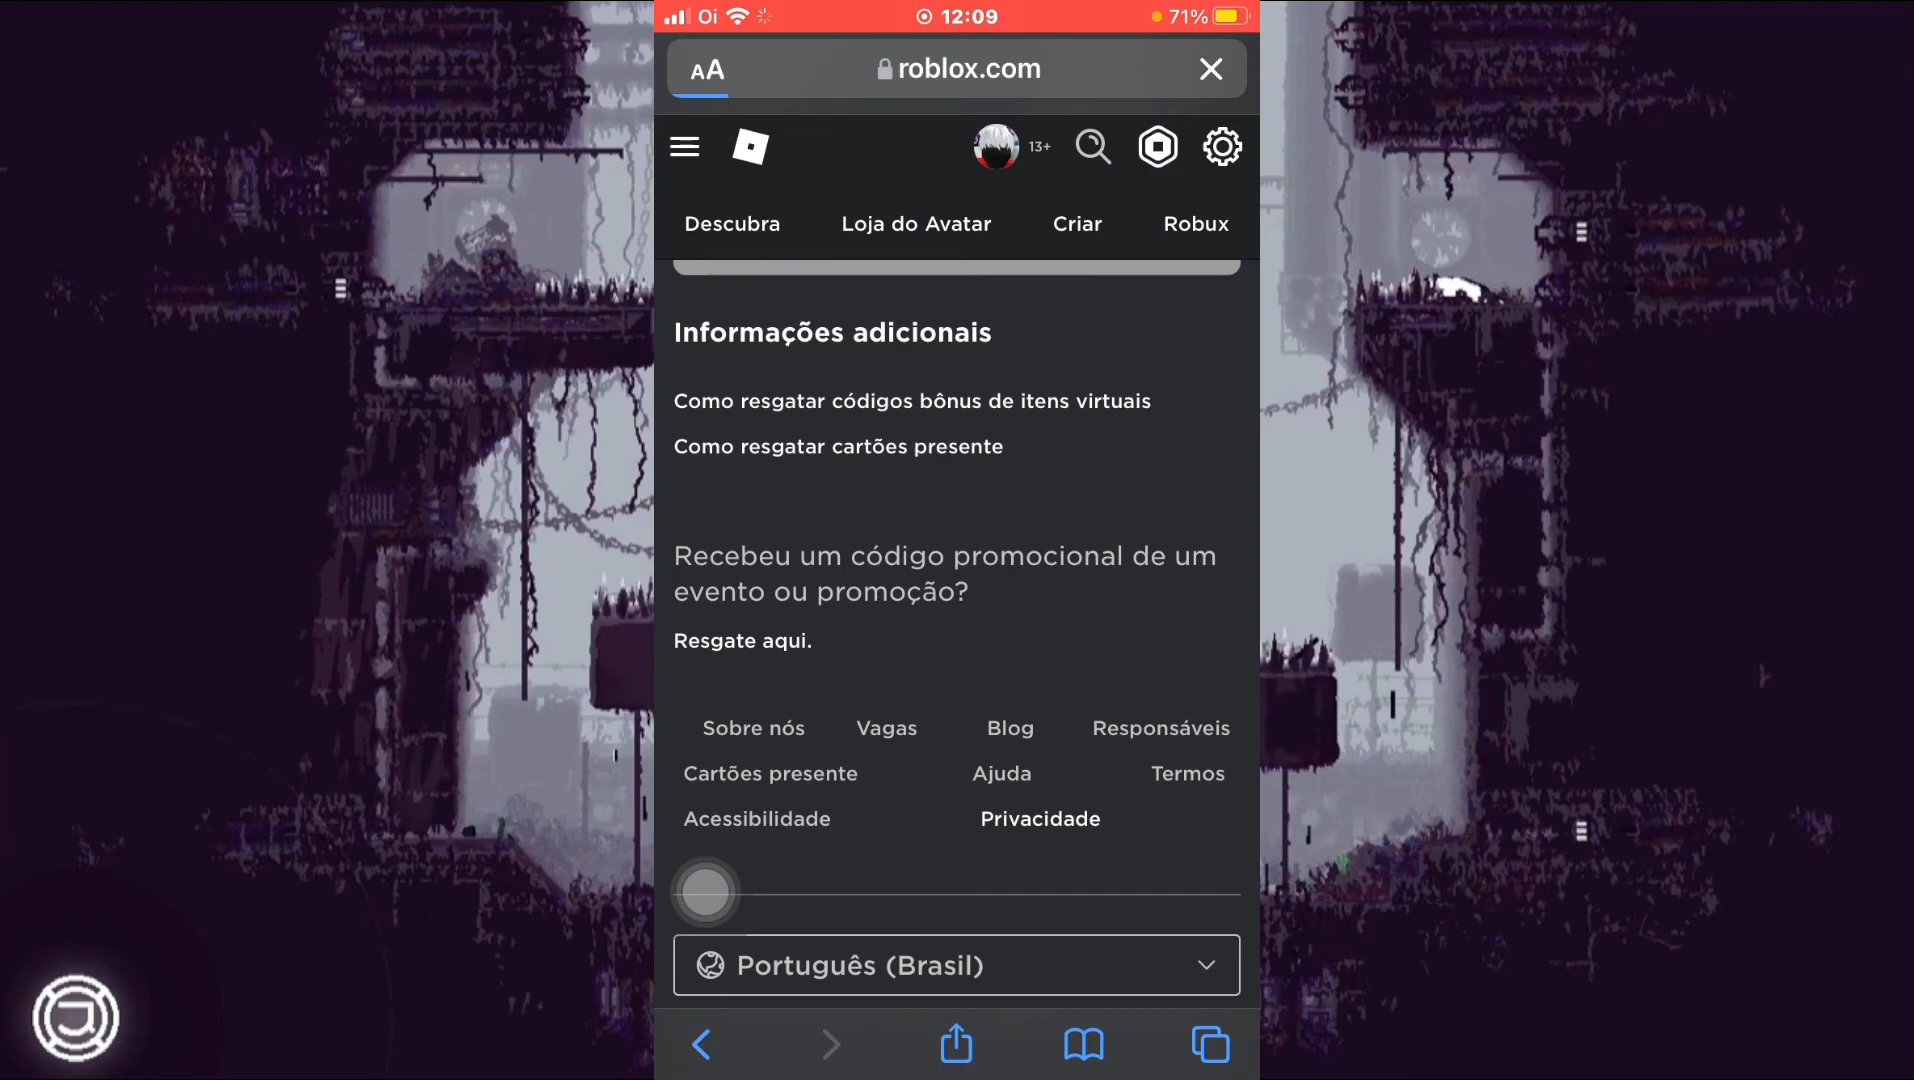 Oi 12:09 71%
AA roblox.com
13+
Descubra Loja do Avatar Criar Robux
Informações adicionais
Como resgatar códigos bônus de itens virtuais
Como resgatar cartões presente
Recebeu um código promocional de um
evento ou promoção?
Resgate aqui.
Sobre nós Vagas Blog Responsáveis
Cartões presente Ajuda Termos
Acessibilidade Privacidade
Português (Brasil)